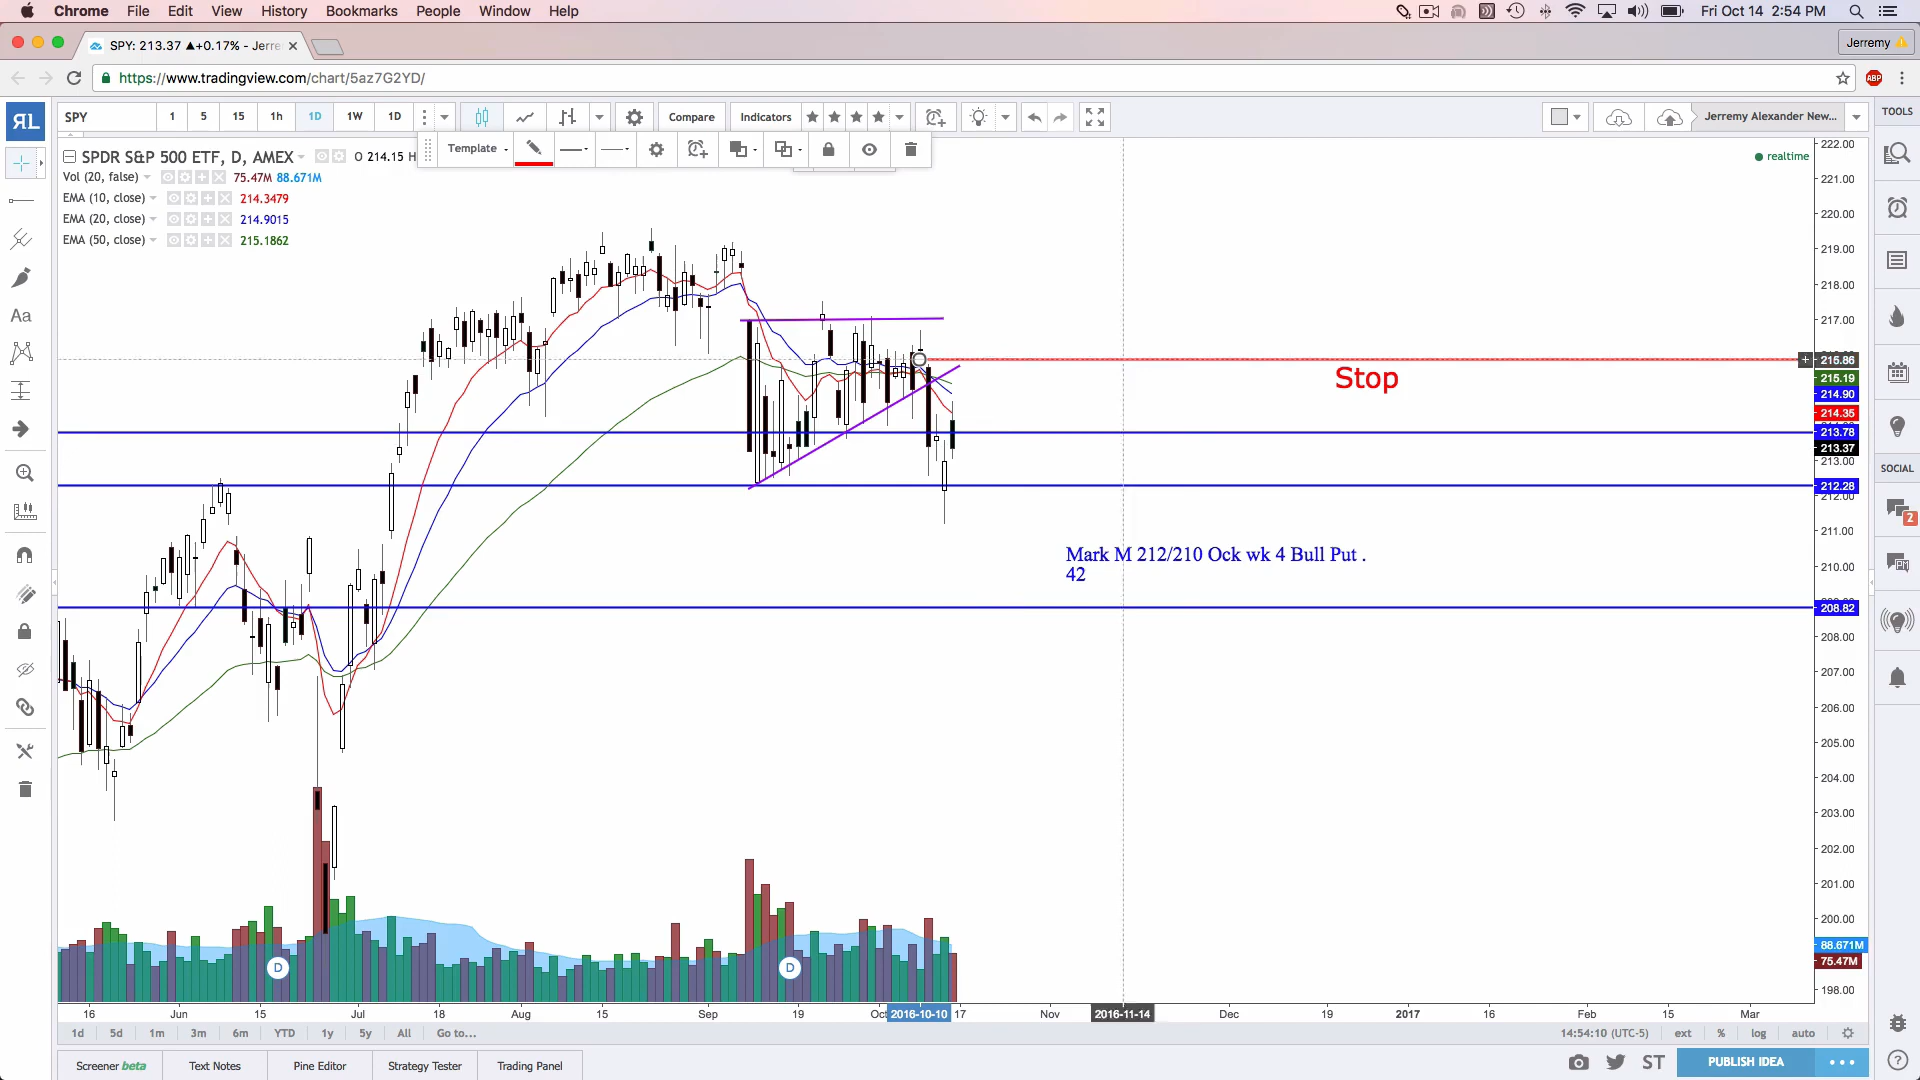 Chrome File Edit View History Bookmarks People Window Help Fri Oct 14 2:54 PM
SPY: 213.37 ▲+0.17% - Jerre Jerremy
https://www.tradingview.com/chart/5az7G2YD/ ABP
SPY 1 5 15 1h 1D 1W 1D Compare Indicators Jerremy Alexander New... TOOLS
Template
SPDR S&P 500 ETF, D, AMEX O 214.15 H
realtime
Vol (20, false) 75.47M 88.671M
EMA (10, close) 214.3479
EMA (20, close) 214.9015
EMA (50, close) 215.1862
Aa
222.00
221.00
220.00
219.00
218.00
217.00
215.86
Stop
215.19
214.90
214.35
213.78
213.37
213.00
SOCIAL
212.28
212.00
2
211.00
Mark M 212/210 Ock wk 4 Bull Put .
42
210.00
208.82
208.00
207.00
206.00
205.00
204.00
203.00
202.00
201.00
200.00
88.671M
75.47M
D D
198.00
16 Jun 15 Jul 18 Aug 15 Sep 19 Oct 2016-10-10 17 Nov 2016-11-14 Dec 19 2017 16 Feb 15 Mar
1d 5d 1m 3m 6m YTD 1y 5y All Go to... 14:54:10 (UTC-5) ext % log auto
Screener beta Text Notes Pine Editor Strategy Tester Trading Panel ST PUBLISH IDEA